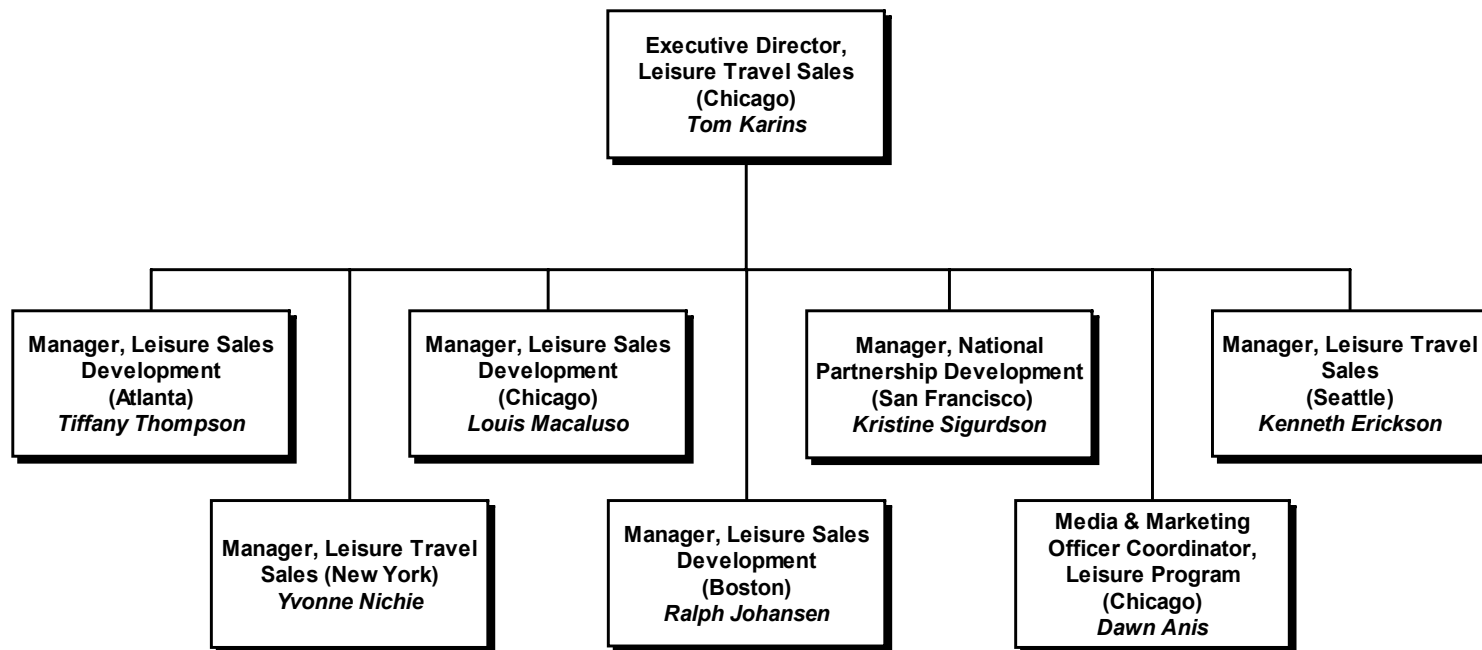 Executive Director,
Leisure Travel Sales
(Chicago)
Tom Karins
Manager, Leisure Sales
Development
(Atlanta)
Tiffany Thompson
Manager, Leisure Sales
Development
(Chicago)
Louis Macaluso
Manager, National
Partnership Development
(San Francisco)
Kristine Sigurdson
Manager, Leisure Travel
Sales
(Seattle)
Kenneth Erickson
Manager, Leisure Travel
Sales (New York)
Yvonne Nichie
Manager, Leisure Sales
Development
(Boston)
Ralph Johansen
Media & Marketing
Officer Coordinator,
Leisure Program
(Chicago)
Dawn Anis